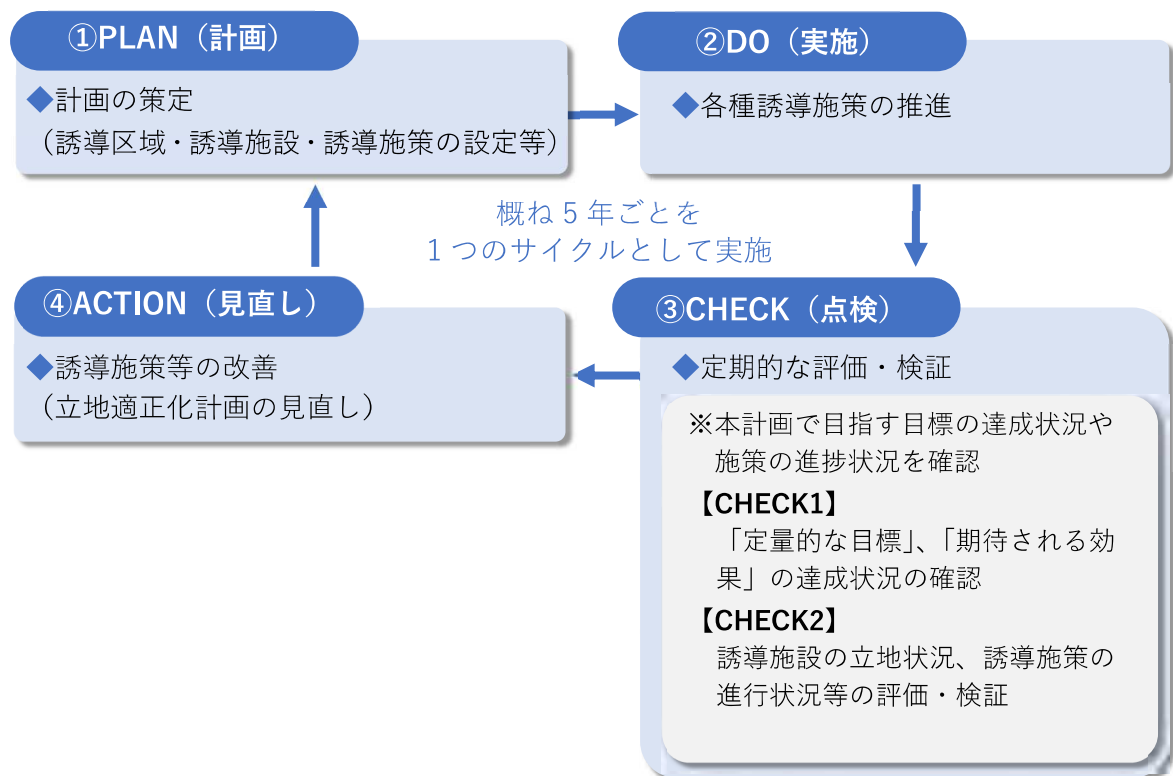 ①PLAN（計画）
◆計画の策定
（誘導区域・誘導施設・誘導施策の設定等）
②DO（実施）
◆各種誘導施策の推進
概ね５年ごとを
１つのサイクルとして実施
③CHECK（点検）
◆定期的な評価・検証
※本計画で目指す目標の達成状況や
施策の進捗状況を確認
【CHECK1】
「定量的な目標」、「期待される効
果」の達成状況の確認
【CHECK2】
誘導施設の立地状況、誘導施策の
進行状況等の評価・検証
④ACTION（見直し）
◆誘導施策等の改善
（立地適正化計画の見直し）